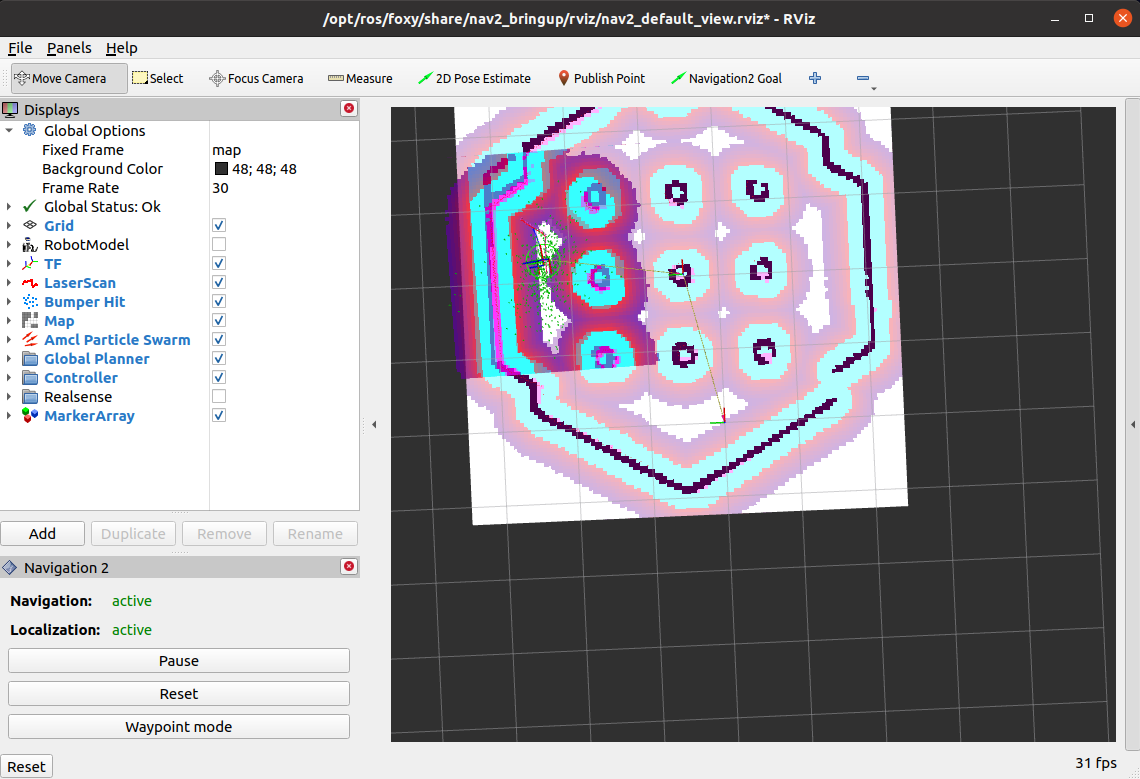 /opt/ros/foxy/share/nav2_bringup/rviz/nav2_default_view.rviz* - RViz
File Panels Help
Move Camera Select Focus Camera Measure 2D Pose Estimate Publish Point Navigation2 Goal
Displays
Global Options
Fixed Frame map
Background Color 48; 48; 48
Frame Rate 30
Global Status: Ok
Grid
RobotModel
TF
LaserScan
Bumper Hit
Map
Amcl Particle Swarm
Global Planner
Controller
Realsense
MarkerArray
Add Duplicate Remove Rename
Navigation 2
Navigation: active
Localization: active
Pause
Reset
Waypoint mode
Reset 31 fps